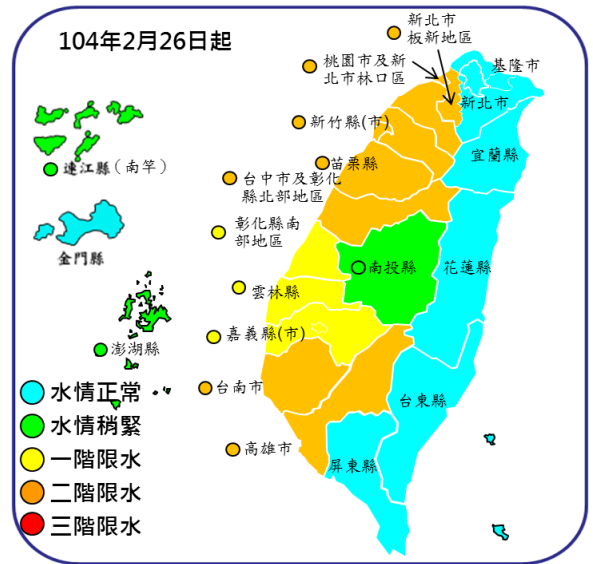 104年2月26日起
新北市
板新地區
桃園市及新
北市林口區
基隆市
新北市
新竹縣(市)
宜蘭縣
苗栗縣
台中市及彰化
縣北部地區
連江縣(南竿)
彰化縣南
部地區
金門縣
南投縣
花蓮縣
雲林縣
嘉義縣(市)
澎湖縣
台南市
台東縣
高雄市
屏東縣
水情正常
水情稍緊
一階限水
二階限水
三階限水